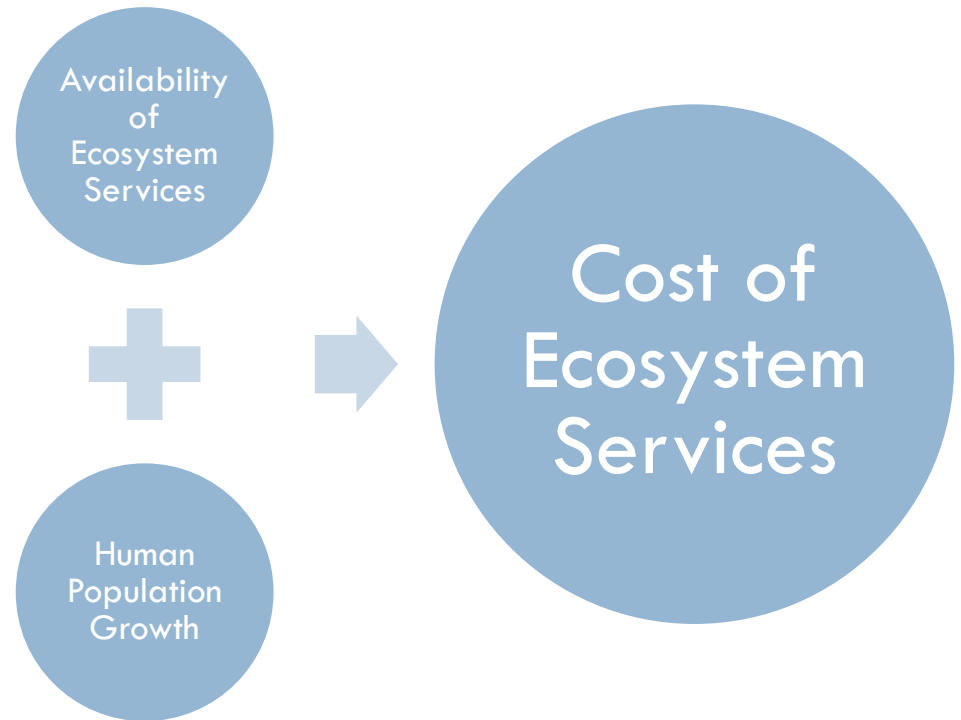 Availability
of
Ecosystem
Services
Human
Population
Growth
Cost of
Ecosystem
Services